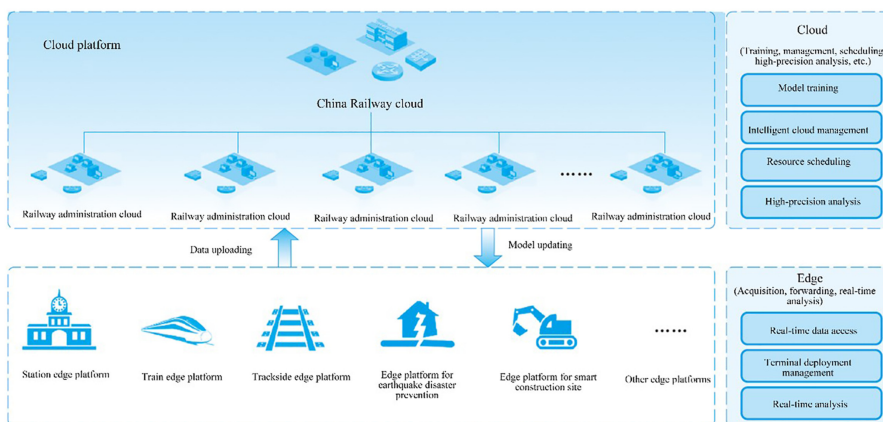 Cloud platform
China Railway cloud
……
Railway administration cloud
Railway administration cloud
Railway administration cloud
Railway administration cloud
Railway administration cloud
Cloud
(Training, management, scheduling
high-precision analysis, etc.)
Model training
Intelligent cloud management
Resource scheduling
High-precision analysis
Data uploading
Model updating
Station edge platform
Train edge platform
Trackside edge platform
Edge platform for
earthquake disaster
prevention
Edge platform for smart
construction site
……
Other edge platforms
Edge
(Acquisition, forwarding, real-time
analysis)
Real-time data access
Terminal deployment
management
Real-time analysis